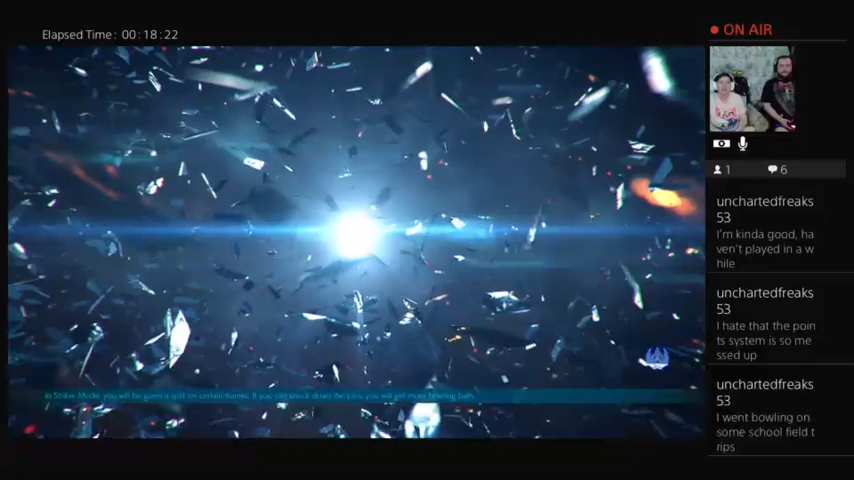 Elapsed Time: 00:18:22
ON AIR
1
6
unchartedfreaks
53
I'm kinda good, ha
ven't played in a w
hile
unchartedfreaks
53
I hate that the poin
ts system is so me
ssed up
unchartedfreaks
53
I went bowling on
some school field t
rips
In Strikes Mode, you will be given a split on certain frames. If you can knock down the pins, you will get more bowling balls.